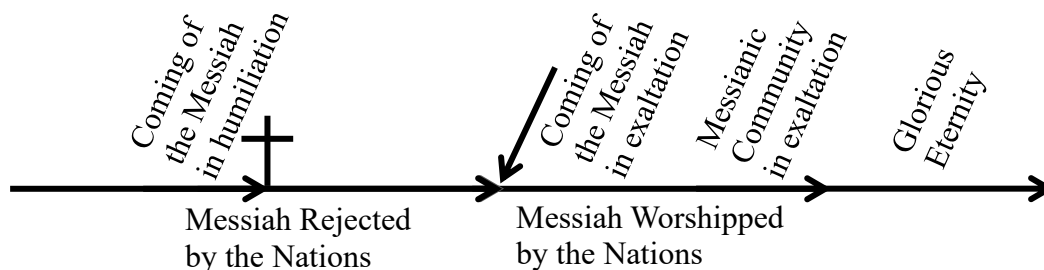 Coming of
the Messiah
in humiliation
Coming of
the Messiah
in exaltation
Messianic
Community
in exaltation
Glorious
Eternity
Messiah Rejected
by the Nations
Messiah Worshipped
by the Nations